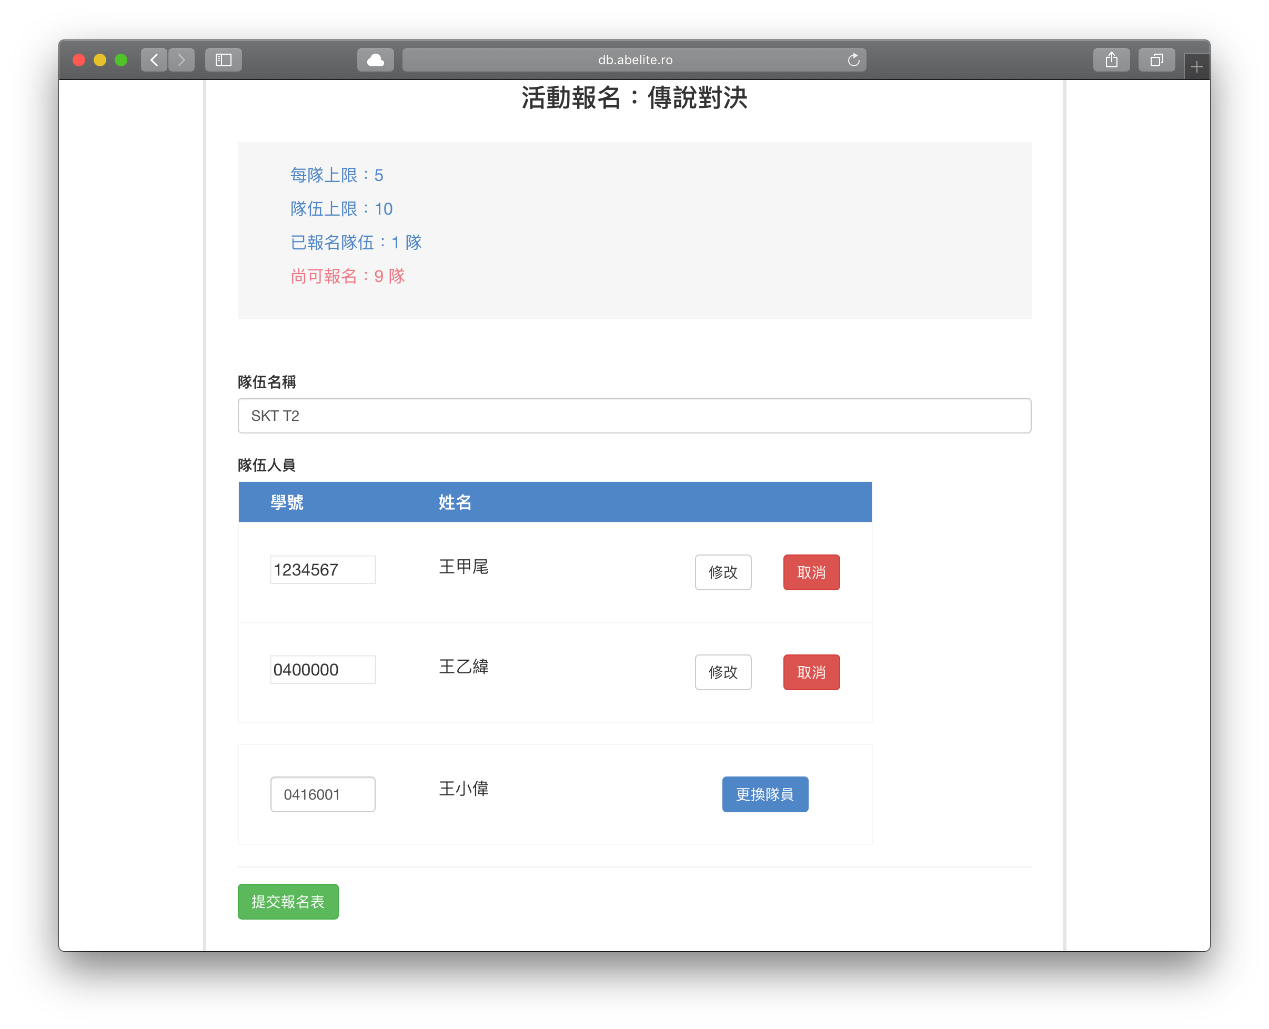 db.abelite.ro
活動報名：傳說對決
每隊上限：5
隊伍上限：10
已報名隊伍：1 隊
尚可報名：9 隊
隊伍名稱
SKT T2
隊伍人員
學號 姓名
1234567 王甲尾 修改 取消
0400000 王乙緯 修改 取消
0416001 王小偉 更換隊員
提交報名表